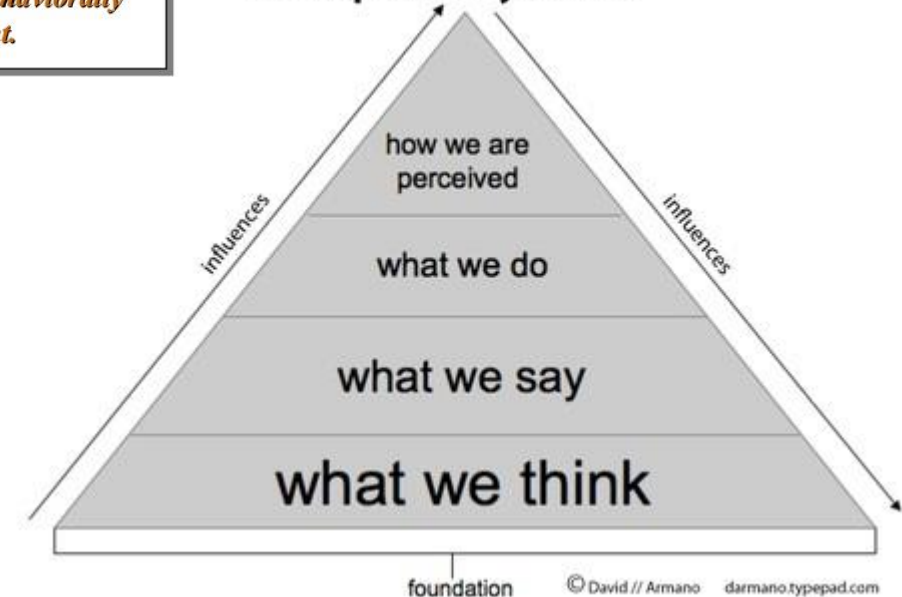 t.
how we are
perceived
influences
influences
what we do
what we say
what we think
foundation
© David // Armano darmano.typepad.com